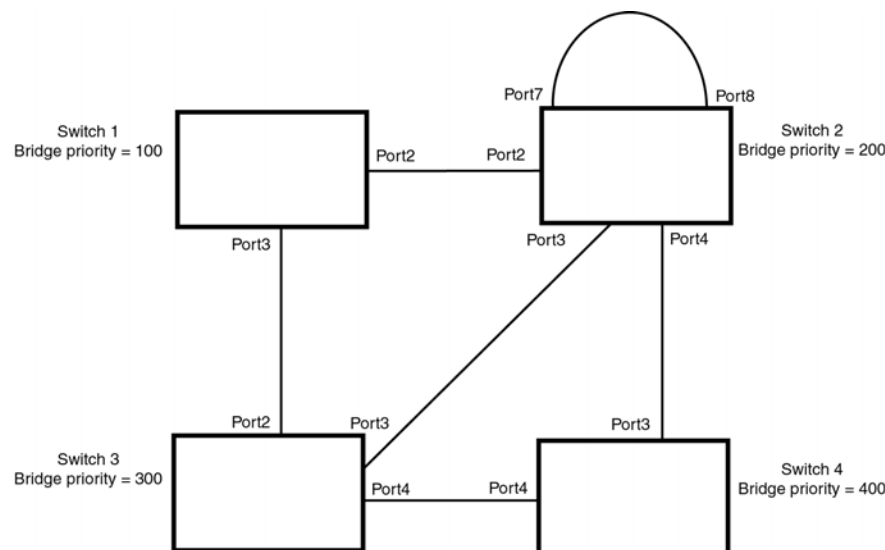 Port7
Port8
Switch 1
Bridge priority = 100
Port2
Port2
Switch 2
Bridge priority = 200
Port3
Port3
Port4
Port2
Port3
Port3
Switch 3
Bridge priority = 300
Port4
Port4
Switch 4
Bridge priority = 400